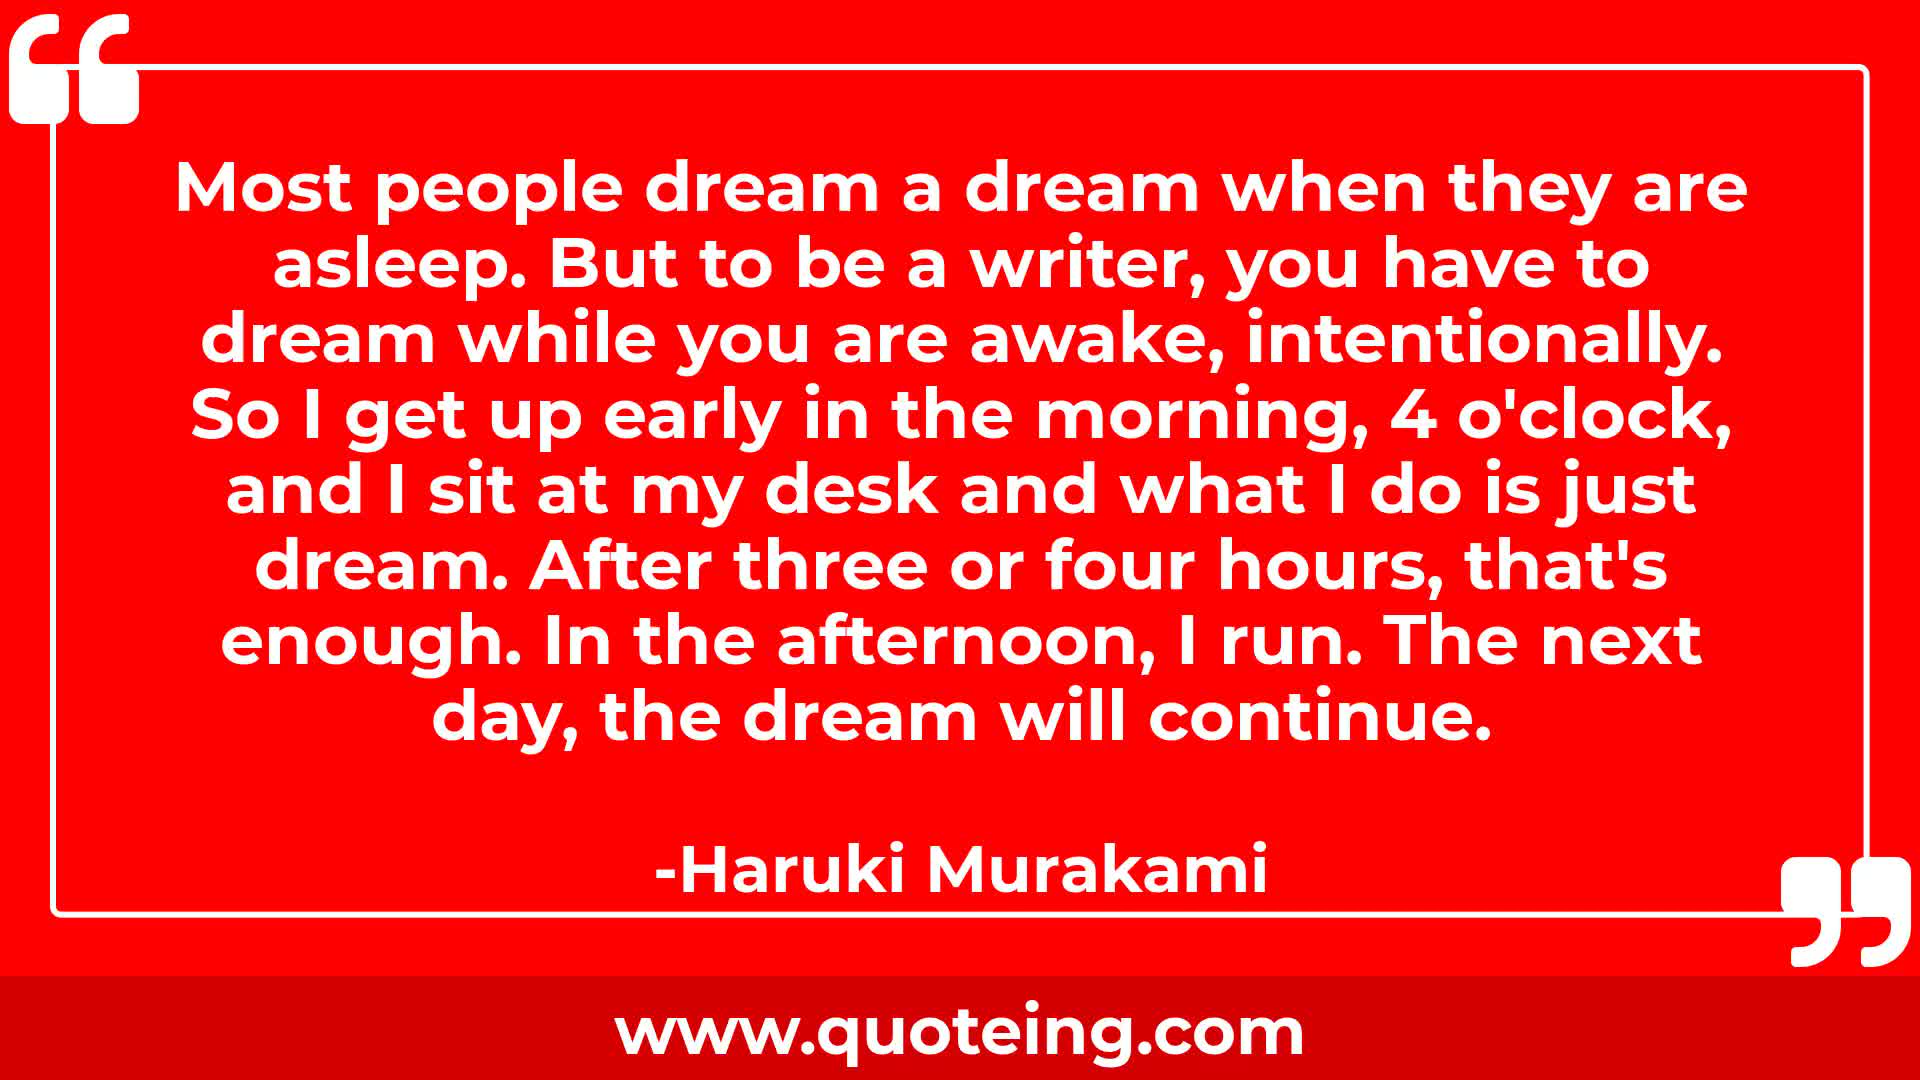 Most people dream a dream when they are
asleep. But to be a writer, you have to
dream while you are awake, intentionally.
So I get up early in the morning, 4 o'clock,
and I sit at my desk and what I do is just
dream. After three or four hours, that's
enough. In the afternoon, I run. The next
day, the dream will continue.
-Haruki Murakami
www.quoteing.com